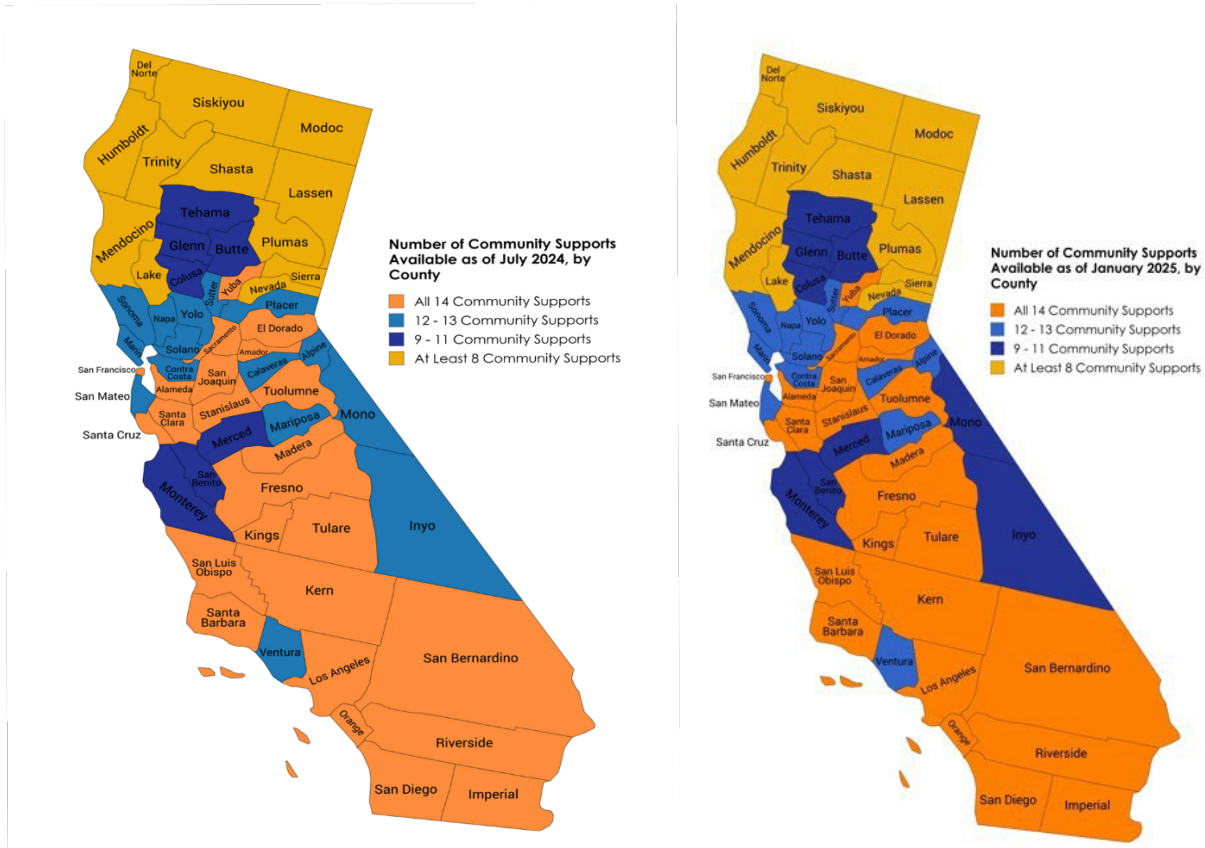 Del
Norte
Siskiyou
Modoc
Humboldt
Trinity
Shasta
Lassen
Mendocino
Tehama
Glenn
Butte
Plumas
Lake
Colusa
Sutter
Yuba
Nevada
Sierra
Placer
Sonoma
Napa
Yolo
Sacramento
El Dorado
Marin
Solano
Amador
Alpine
Calaveras
San Francisco
Contra
Costa
San
Joaquin
Tuolumne
Alameda
Mono
San Mateo
Stanislaus
Mariposa
Santa
Clara
Santa Cruz
Merced
Madera
San
Benito
Monterey
Fresno
Kings
Tulare
Inyo
San Luis
Obispo
Kern
Santa
Barbara
Ventura
Los Angeles
San Bernardino
Orange
Riverside
San Diego
Imperial
Number of Community Supports
Available as of July 2024, by
County
All 14 Community Supports
12 - 13 Community Supports
9 - 11 Community Supports
At Least 8 Community Supports
Del
Norte
Siskiyou
Modoc
Humboldt
Trinity
Shasta
Lassen
Mendocino
Tehama
Glenn
Butte
Plumas
Lake
Colusa
Sutter
Yuba
Nevada
Sierra
Placer
Sonoma
Napa
Yolo
Sacramento
El Dorado
Marin
Solano
Amador
Alpine
Calaveras
San Francisco
Contra
Costa
San
Joaquin
Tuolumne
Alameda
Mono
San Mateo
Stanislaus
Mariposa
Santa
Clara
Santa Cruz
Merced
Madera
San
Benito
Monterey
Fresno
Kings
Tulare
Inyo
San Luis
Obispo
Kern
Santa
Barbara
Ventura
Los Angeles
San Bernardino
Orange
Riverside
San Diego
Imperial
Number of Community Supports
Available as of January 2025, by
County
All 14 Community Supports
12 - 13 Community Supports
9 - 11 Community Supports
At Least 8 Community Supports